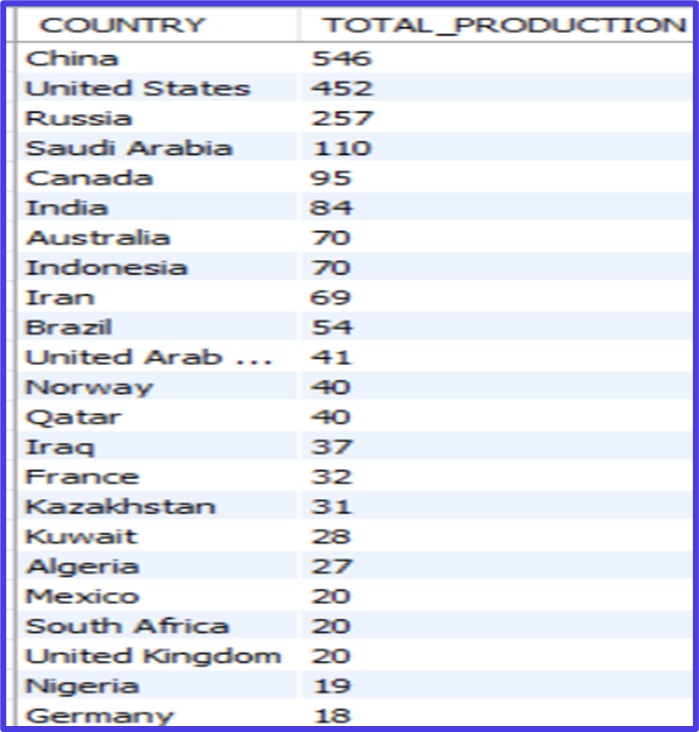 COUNTRY TOTAL_PRODUCTION
China 546
United States 452
Russia 257
Saudi Arabia 110
Canada 95
India 84
Australia 70
Indonesia 70
Iran 69
Brazil 54
United Arab ... 41
Norway 40
Qatar 40
Iraq 37
France 32
Kazakhstan 31
Kuwait 28
Algeria 27
Mexico 20
South Africa 20
United Kingdom 20
Nigeria 19
Germany 18